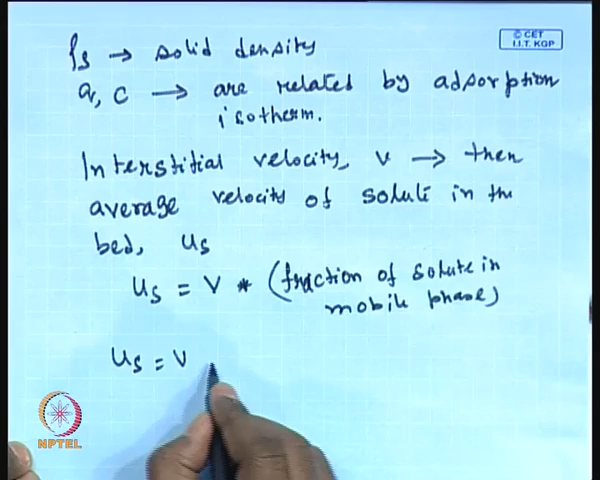 © CET
I.I.T. KGP
ρs → solid density
q, c → are related by adsorption
isotherm.
Interstitial velocity, v → then
average velocity of solute in the
bed, us
us = v * (fraction of solute in
mobile phase)
us = v
NPTEL